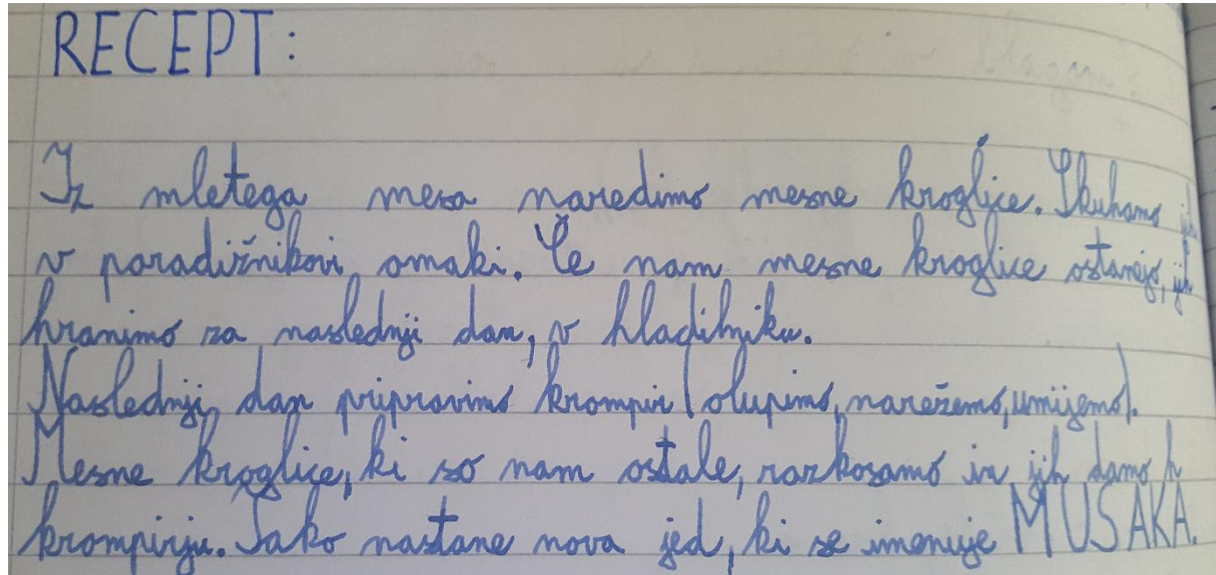 RECEPT:
Iz mletega mesa naredimo mesne kroglice. Skuhamo jih
v paradižnikovi omaki. Če nam mesne kroglice ostanejo, jih
hranimo za naslednji dan, v hladilniku.
Naslednji dan pripravimo krompir (olupimo, narežemo, umijemo).
Mesne kroglice, ki so nam ostale, razkosamo in jih damo h
krompirju. Tako nastane nova jed, ki se imenuje MUSAKA.